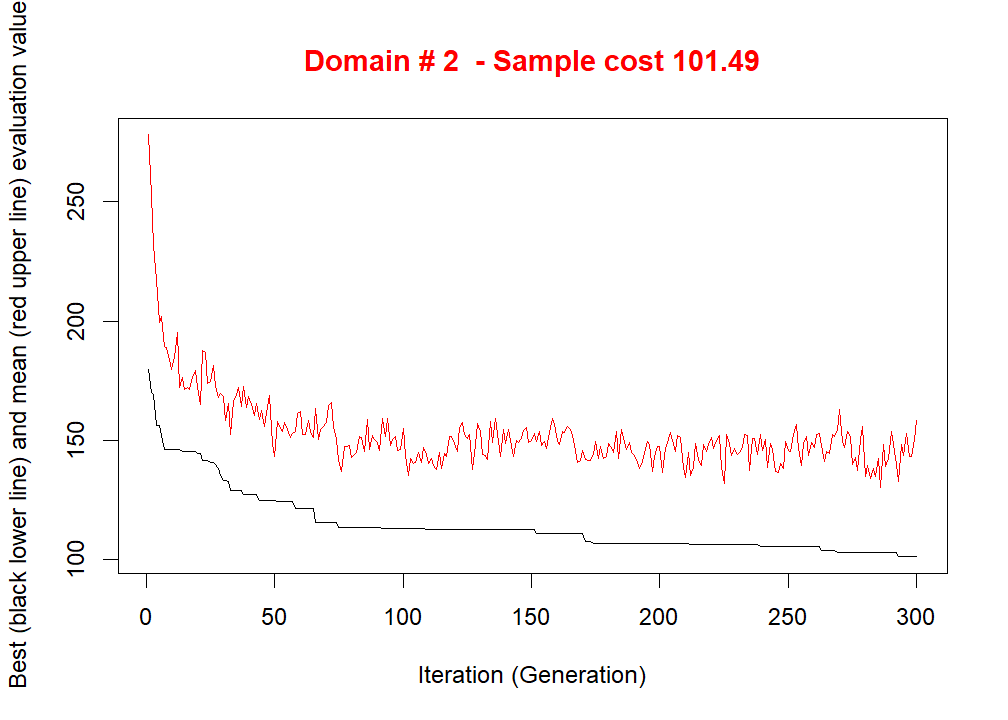 Domain # 2  - Sample cost 101.49
Best (black lower line) and mean (red upper line) evaluation value
250
200
150
100
0 50 100 150 200 250 300
Iteration (Generation)